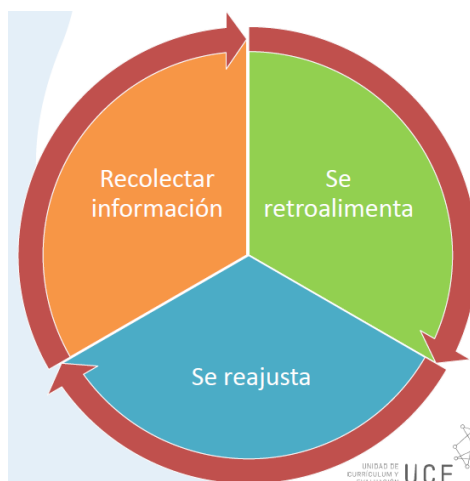 Recolectar
información
Se
retroalimenta
Se reajusta
UNIDAD DE
CURRÍCULUM Y
UCE